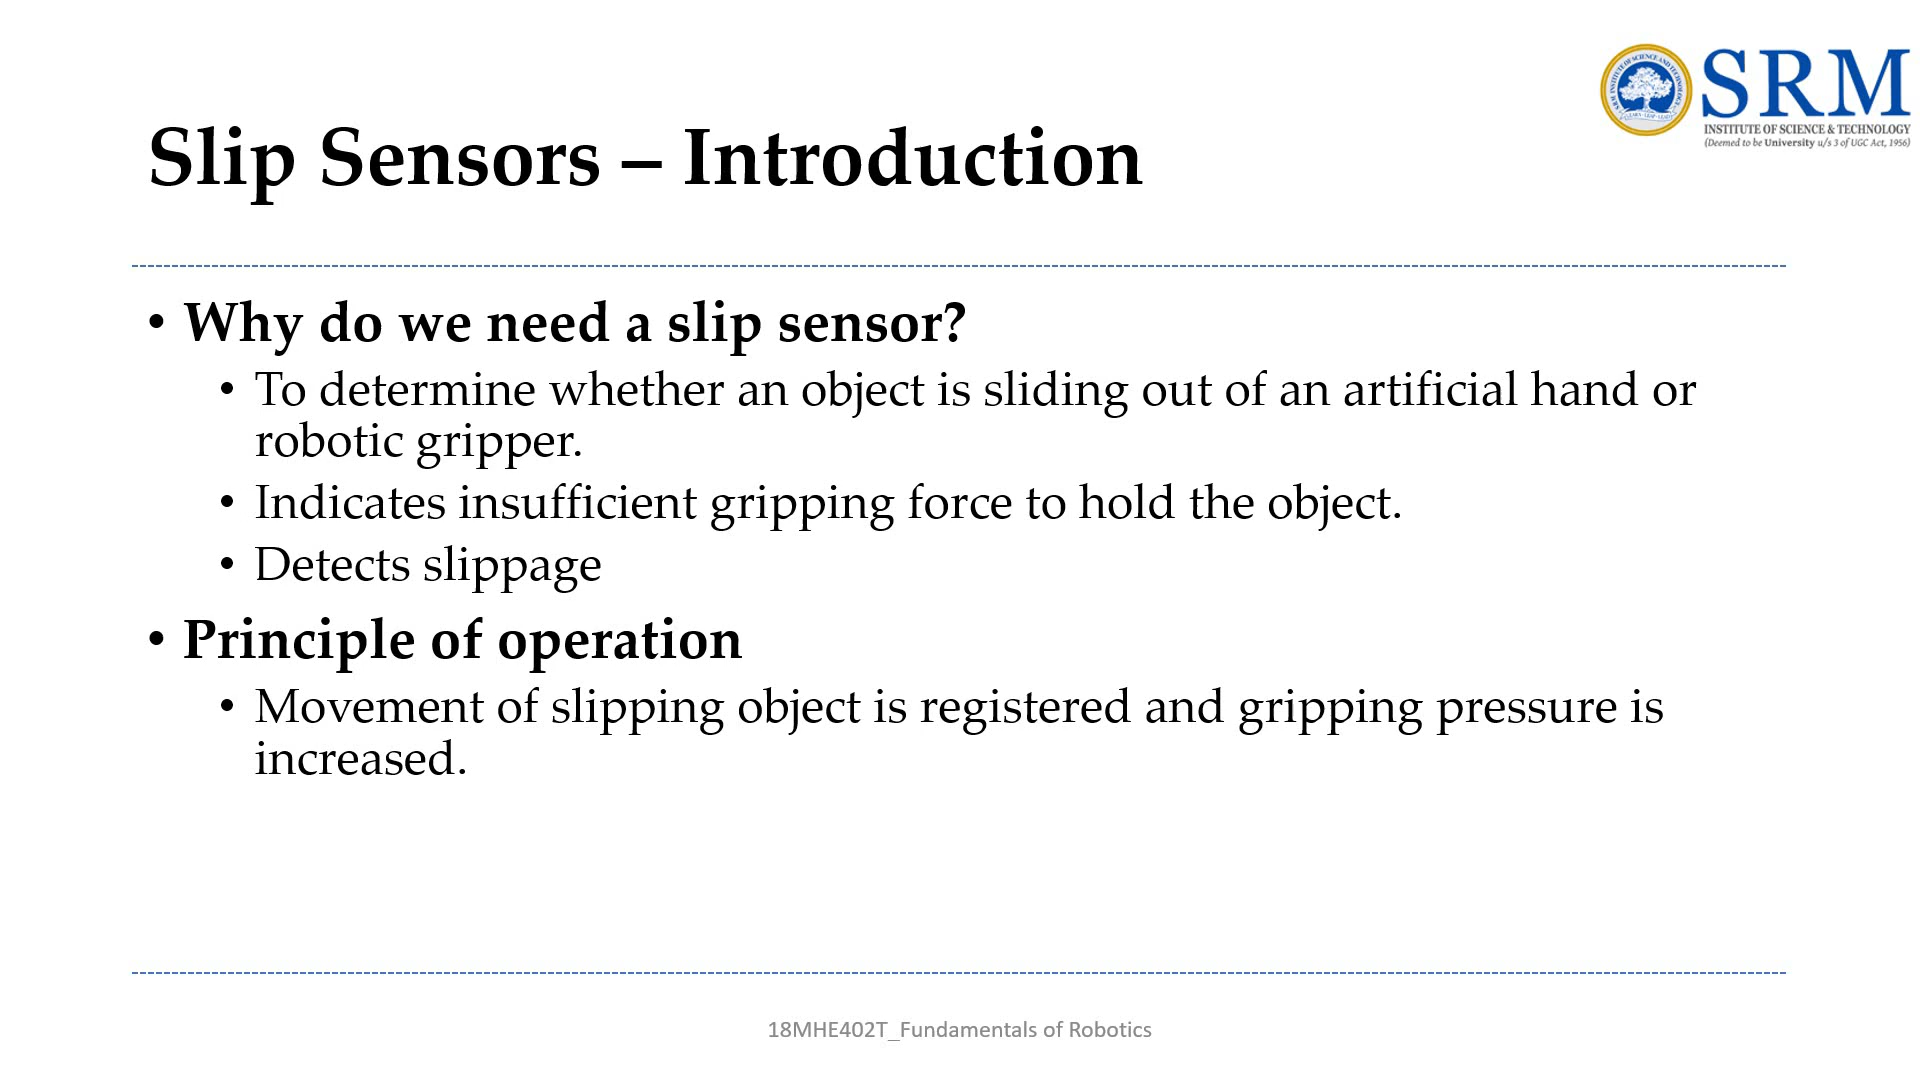 SRM
INSTITUTE OF SCIENCE & TECHNOLOGY
(Deemed to be University u/s 3 of UGC Act, 1956)
Slip Sensors – Introduction
• Why do we need a slip sensor?
• To determine whether an object is sliding out of an artificial hand or
robotic gripper.
• Indicates insufficient gripping force to hold the object.
• Detects slippage
• Principle of operation
• Movement of slipping object is registered and gripping pressure is
increased.
18MHE402T_Fundamentals of Robotics